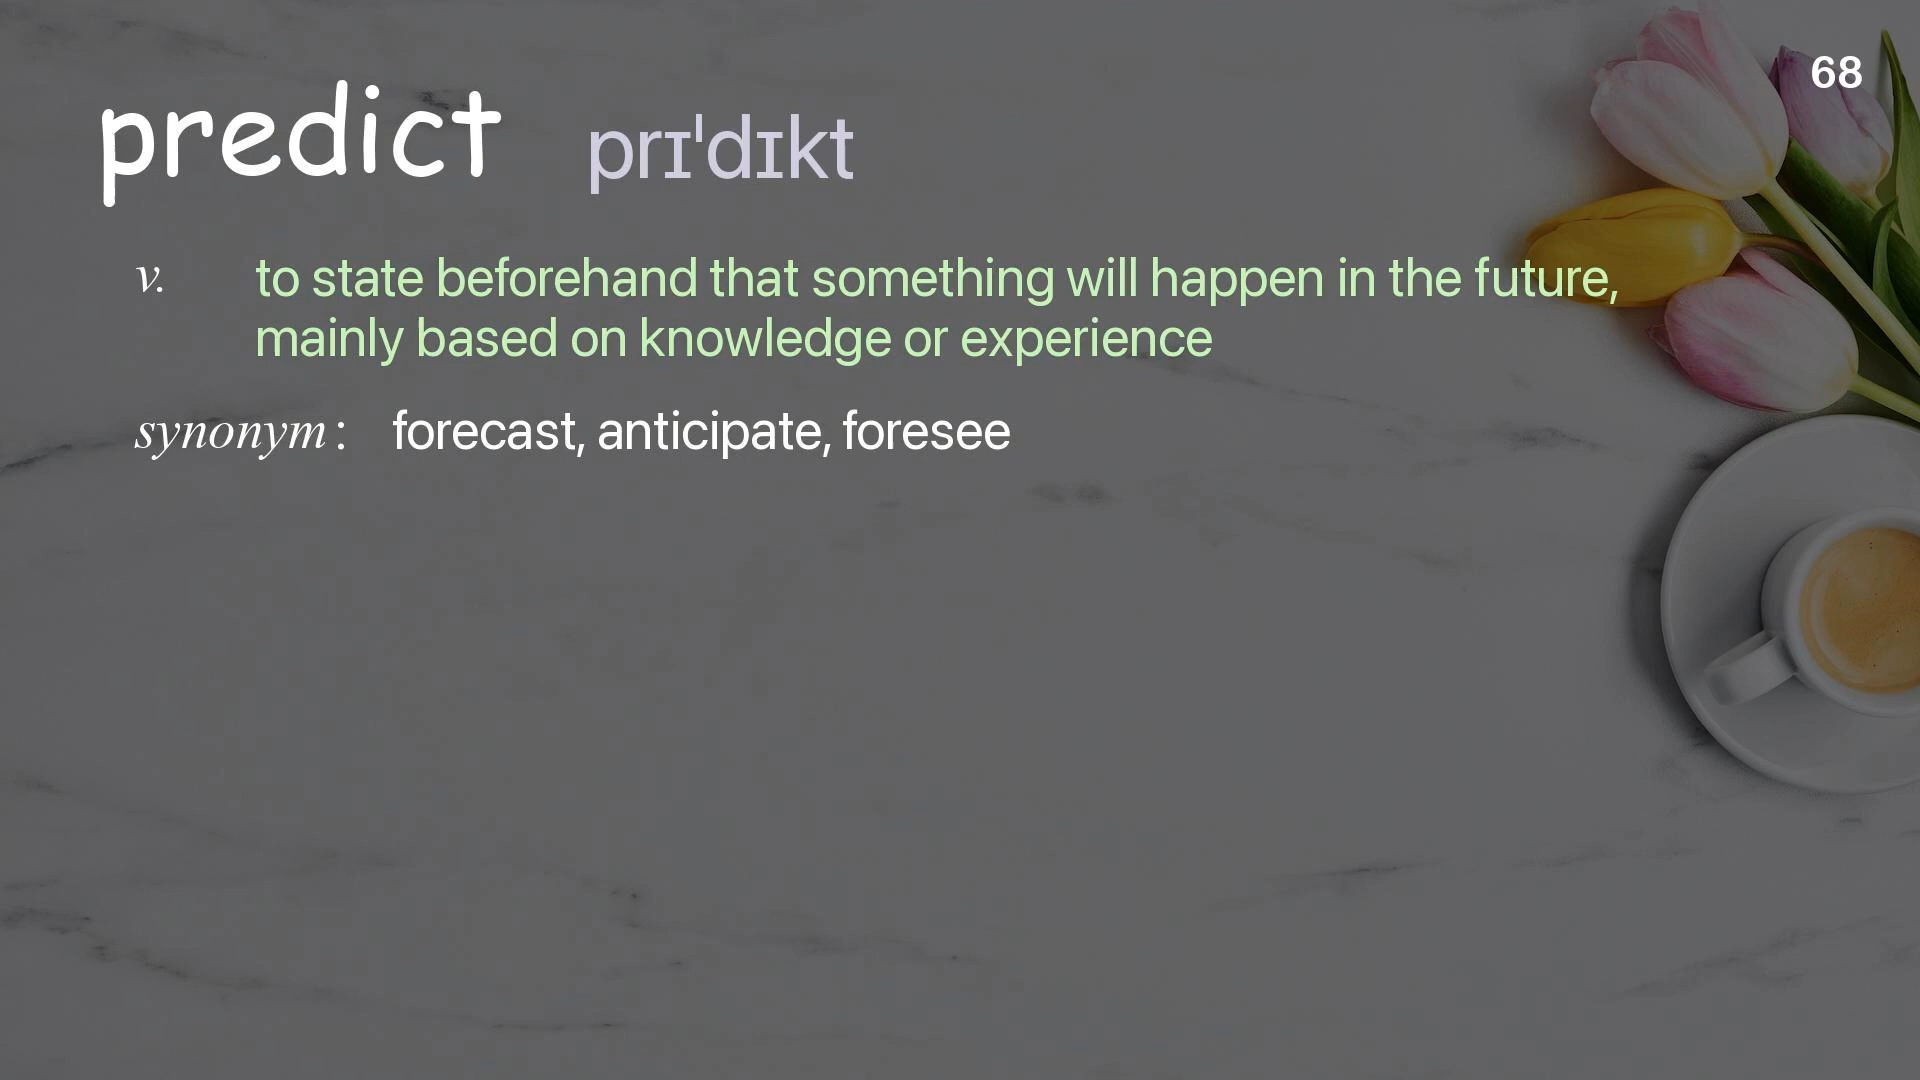 68
predict prɪˈdɪkt
v. to state beforehand that something will happen in the future,
mainly based on knowledge or experience
synonym : forecast, anticipate, foresee